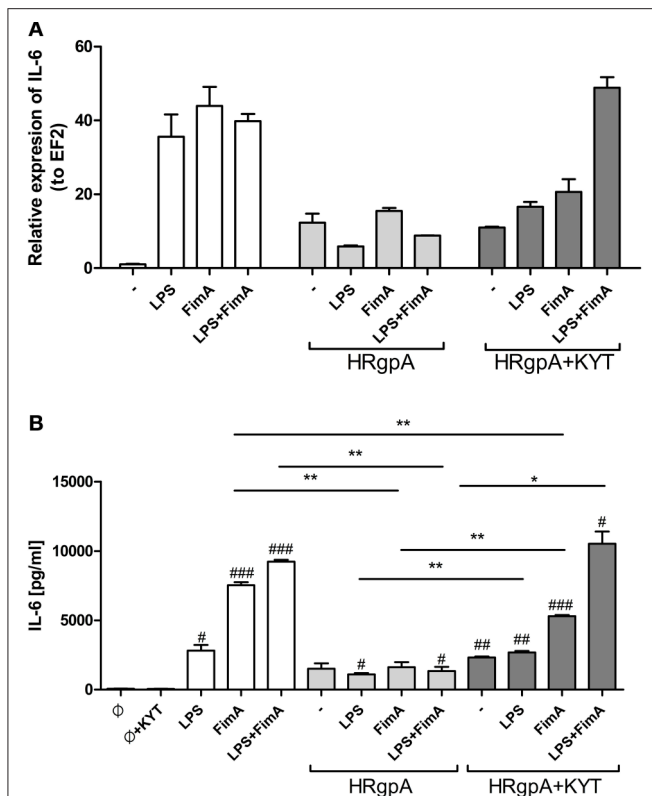 A
Relative expresion of IL-6
(to EF2)
60
40
20
0
-
LPS
FimA
LPS+FimA
-
LPS
FimA
LPS+FimA
-
LPS
FimA
LPS+FimA
HRgpA
HRgpA+KYT
B
**
**
**
*
**
**
IL-6 [pg/ml]
15000
10000
5000
0
#
###
###
#
#
##
##
###
#
ϕ
ϕ+KYT
LPS
FimA
LPS+FimA
-
LPS
FimA
LPS+FimA
-
LPS
FimA
LPS+FimA
HRgpA
HRgpA+KYT